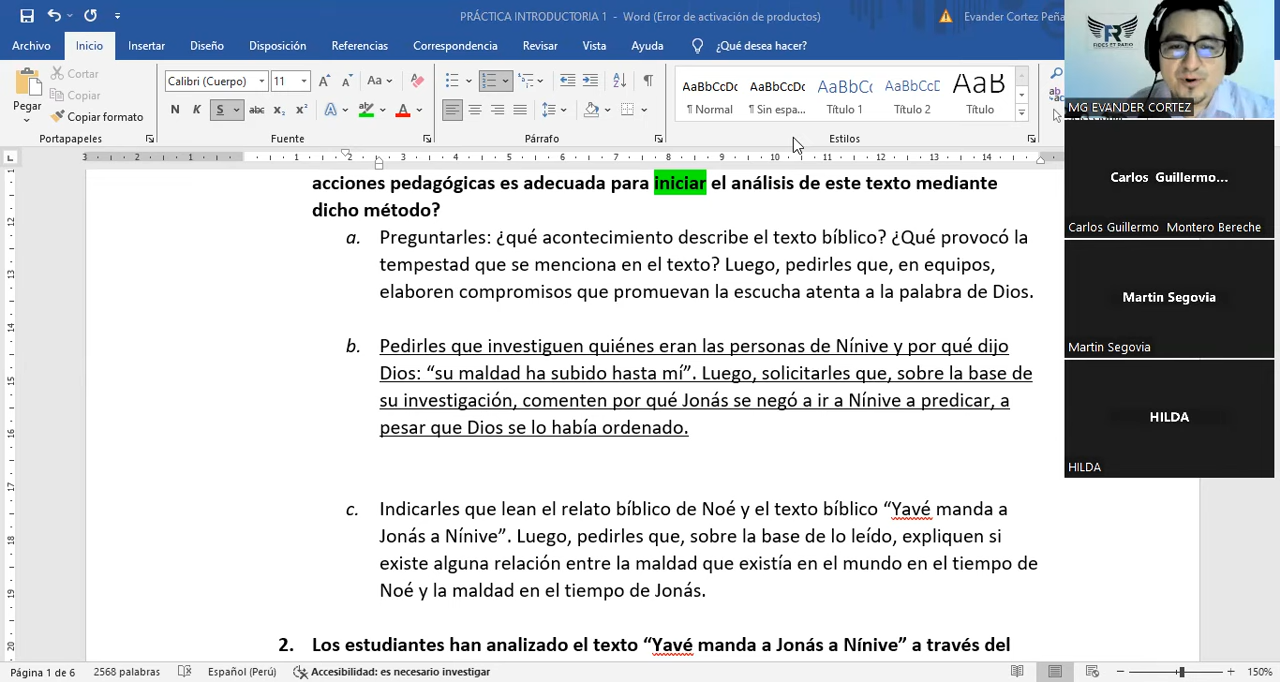 PRÁCTICA INTRODUCTORIA 1 - Word (Error de activación de productos)
Evander Cortez Peña
Archivo Inicio Insertar Diseño Disposición Referencias Correspondencia Revisar Vista Ayuda ¿Qué desea hacer?
Pegar
Cortar
Copiar
Copiar formato
Portapapeles
Calibri (Cuerpo) 11
Fuente
Párrafo
AaBbCcDc AaBbCcDc AaBbC AaBbCcD AaB
¶ Normal ¶ Sin espa... Título 1 Título 2 Título
Estilos
FIDES ET RATIO
MG EVANDER CORTEZ
Carlos Guillermo...
Carlos Guillermo Montero Bereche
Martin Segovia
Martin Segovia
HILDA
HILDA
acciones pedagógicas es adecuada para iniciar el análisis de este texto mediante
dicho método?
a. Preguntarles: ¿qué acontecimiento describe el texto bíblico? ¿Qué provocó la
tempestad que se menciona en el texto? Luego, pedirles que, en equipos,
elaboren compromisos que promuevan la escucha atenta a la palabra de Dios.
b. Pedirles que investiguen quiénes eran las personas de Nínive y por qué dijo
Dios: “su maldad ha subido hasta mí”. Luego, solicitarles que, sobre la base de
su investigación, comenten por qué Jonás se negó a ir a Nínive a predicar, a
pesar que Dios se lo había ordenado.
c. Indicarles que lean el relato bíblico de Noé y el texto bíblico “Yavé manda a
Jonás a Nínive”. Luego, pedirles que, sobre la base de lo leído, expliquen si
existe alguna relación entre la maldad que existía en el mundo en el tiempo de
Noé y la maldad en el tiempo de Jonás.
2. Los estudiantes han analizado el texto “Yavé manda a Jonás a Nínive” a través del
Página 1 de 6 2568 palabras Español (Perú) Accesibilidad: es necesario investigar 150%